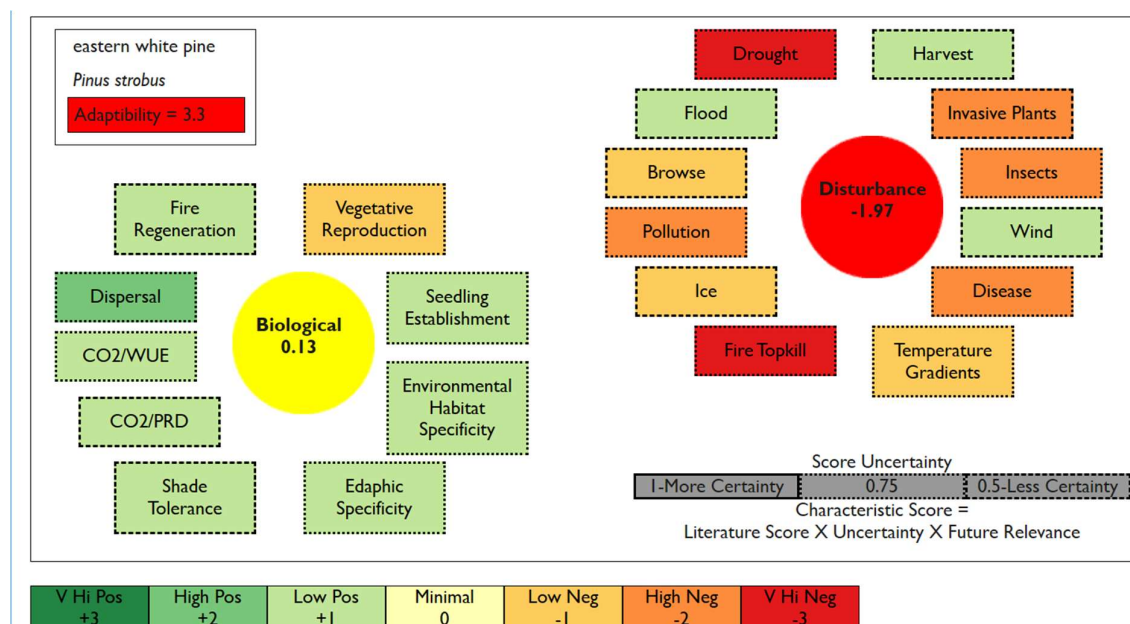 eastern white pine
Pinus strobus
Adaptibility = 3.3
Fire
Regeneration
Vegetative
Reproduction
Dispersal
Seedling
Establishment
Biological
0.13
CO2/WUE
Environmental
Habitat
Specificity
CO2/PRD
Shade
Tolerance
Edaphic
Specificity
Drought
Harvest
Flood
Invasive Plants
Browse
Insects
Disturbance
-1.97
Pollution
Wind
Ice
Disease
Fire Topkill
Temperature
Gradients
Score Uncertainty
1-More Certainty
0.75
0.5-Less Certainty
Characteristic Score =
Literature Score X Uncertainty X Future Relevance
V Hi Pos
+3
High Pos
+2
Low Pos
+1
Minimal
0
Low Neg
-1
High Neg
-2
V Hi Neg
-3